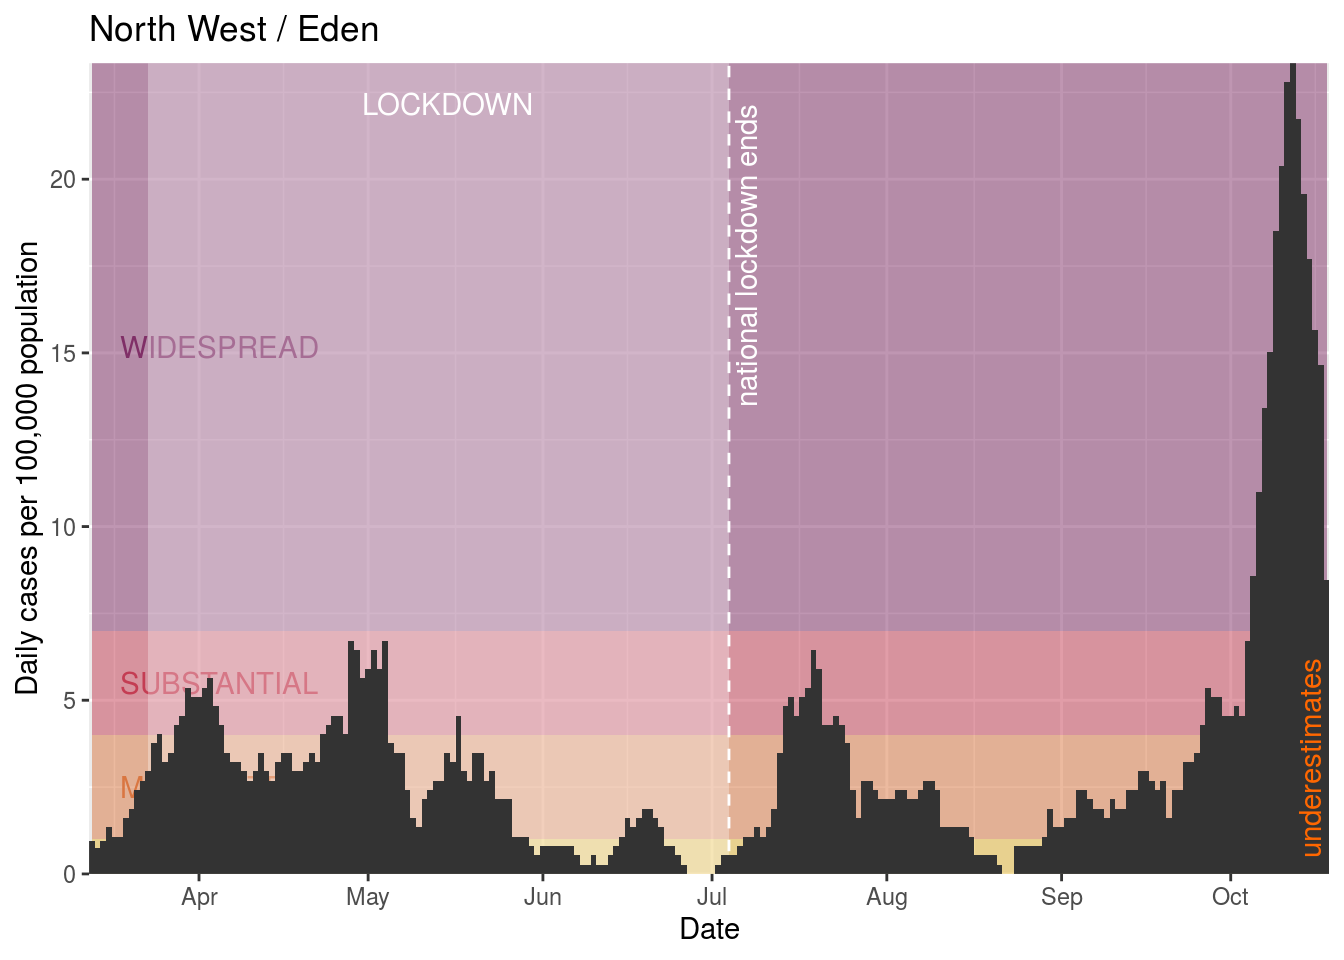 North West / Eden
LOCKDOWN
national lockdown ends
WIDESPREAD
SUBSTANTIAL
underestimates
Daily cases per 100,000 population
20
15
10
5
0
Apr May Jun Jul Aug Sep Oct
Date